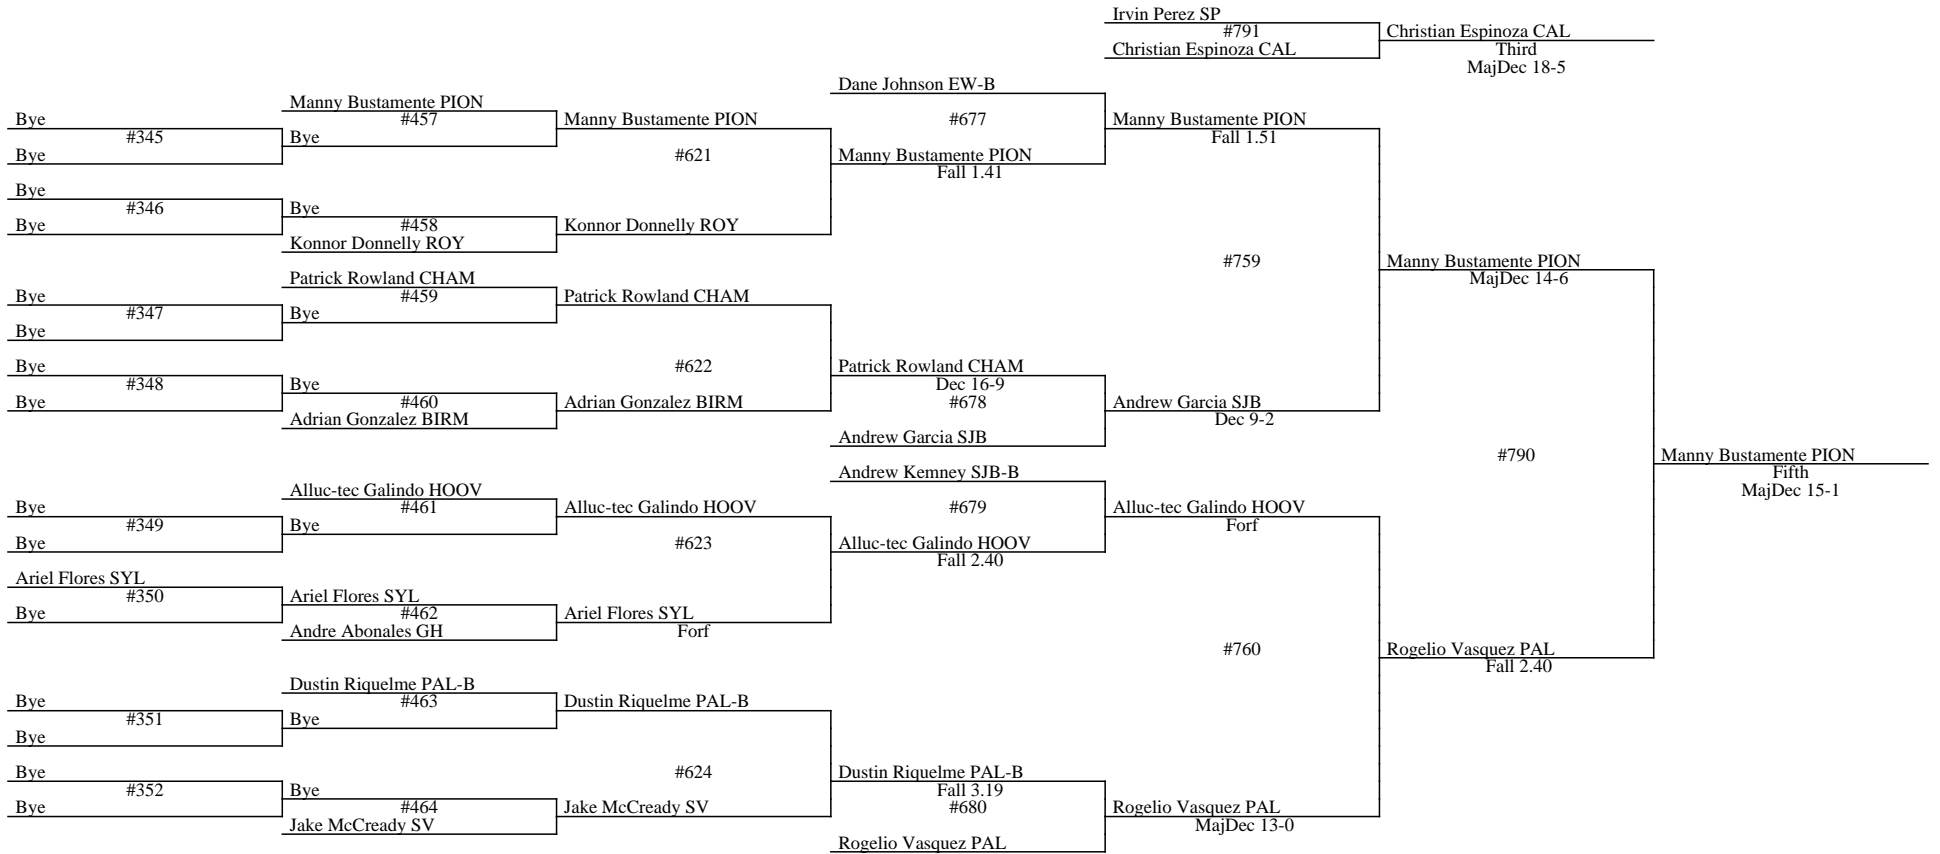 Irvin Perez SP
#791
Christian Espinoza CAL
Christian Espinoza CAL
Third
MajDec 18-5
Bye
#345
Bye
Bye
#346
Bye
Bye
#347
Bye
Bye
#348
Bye
Bye
#349
Bye
Ariel Flores SYL
#350
Bye
Bye
#351
Bye
Bye
#352
Bye
Manny Bustamente PION
#457
Bye
Bye
#458
Konnor Donnelly ROY
Patrick Rowland CHAM
#459
Bye
Bye
#460
Adrian Gonzalez BIRM
Alluc-tec Galindo HOOV
#461
Bye
Ariel Flores SYL
#462
Andre Abonales GH
Dustin Riquelme PAL-B
#463
Bye
Bye
#464
Jake McCready SV
Manny Bustamente PION
#621
Konnor Donnelly ROY
Patrick Rowland CHAM
#622
Adrian Gonzalez BIRM
Alluc-tec Galindo HOOV
#623
Ariel Flores SYL
Forf
Dustin Riquelme PAL-B
#624
Jake McCready SV
Dane Johnson EW-B
#677
Manny Bustamente PION
Fall 1.41
Patrick Rowland CHAM
Dec 16-9
#678
Andrew Garcia SJB
Andrew Kemney SJB-B
#679
Alluc-tec Galindo HOOV
Fall 2.40
Dustin Riquelme PAL-B
Fall 3.19
#680
Rogelio Vasquez PAL
Manny Bustamente PION
Fall 1.51
#759
Andrew Garcia SJB
Dec 9-2
Alluc-tec Galindo HOOV
Forf
#760
Rogelio Vasquez PAL
MajDec 13-0
Manny Bustamente PION
MajDec 14-6
#790
Rogelio Vasquez PAL
Fall 2.40
Manny Bustamente PION
Fifth
MajDec 15-1